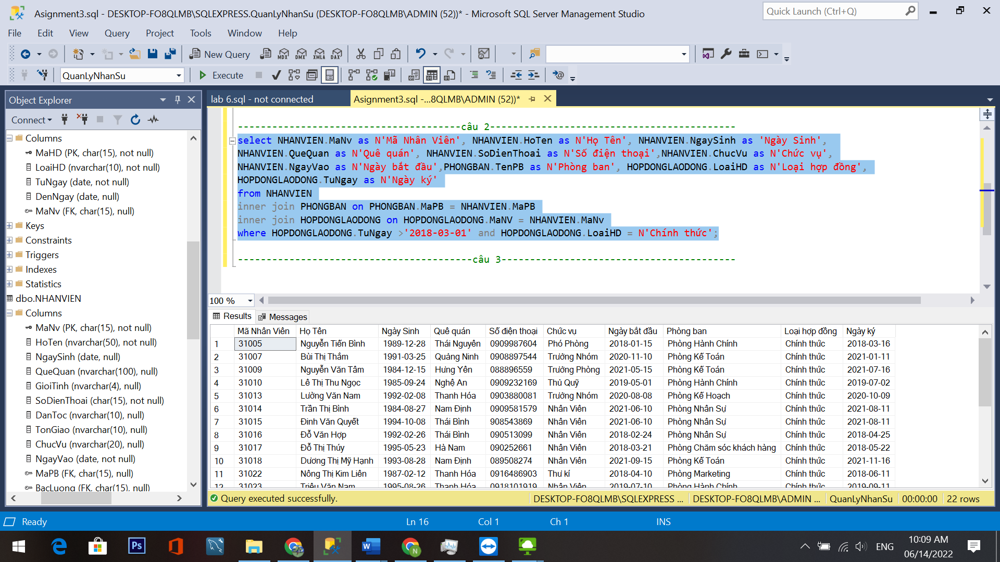 Asignment3.sql - DESKTOP-FO8QLMB\SQLEXPRESS.QuanLyNhanSu (DESKTOP-FO8QLMB\ADMIN (52))* - Microsoft SQL Server Management Studio
Quick Launch (Ctrl+Q)
File Edit View Query Project Tools Window Help
New Query MDX DMX XMLA DAX
QuanLyNhanSu Execute
Object Explorer
Connect
Columns
MaHD (PK, char(15), not null)
LoaiHD (nvarchar(10), not null)
TuNgay (date, not null)
DenNgay (date, null)
MaNv (FK, char(15), null)
Keys
Constraints
Triggers
Indexes
Statistics
dbo.NHANVIEN
Columns
MaNv (PK, char(15), not null)
HoTen (nvarchar(50), not null)
NgaySinh (date, null)
QueQuan (nvarchar(100), null)
GioiTinh (nvarchar(4), null)
SoDienThoai (char(15), not null)
DanToc (nvarchar(10), null)
TonGiao (nvarchar(10), null)
ChucVu (nvarchar(20), null)
NgayVao (date, not null)
MaPB (FK, char(15), null)
BacLuong (FK, char(15), null)
lab 6.sql - not connected
Asignment3.sql -...8QLMB\ADMIN (52))*
---------------------------------------câu 2-------------------------------------------
select NHANVIEN.MaNv as N'Mã Nhân Viên', NHANVIEN.HoTen as N'Họ Tên', NHANVIEN.NgaySinh as 'Ngày Sinh',
NHANVIEN.QueQuan as N'Quê quán', NHANVIEN.SoDienThoai as N'Số điện thoại',NHANVIEN.ChucVu as N'Chức vụ',
NHANVIEN.NgayVao as N'Ngày bắt đầu',PHONGBAN.TenPB as N'Phòng ban', HOPDONGLAODONG.LoaiHD as N'Loại hợp đồng',
HOPDONGLAODONG.TuNgay as N'Ngày ký'
from NHANVIEN
inner join PHONGBAN on PHONGBAN.MaPB = NHANVIEN.MaPB
inner join HOPDONGLAODONG on HOPDONGLAODONG.MaNV = NHANVIEN.MaNv
where HOPDONGLAODONG.TuNgay >'2018-03-01' and HOPDONGLAODONG.LoaiHD = N'Chính thức';
-----------------------------------------câu 3-----------------------------------------
100 %
Results Messages
Mã Nhân Viên Họ Tên Ngày Sinh Quê quán Số điện thoại Chức vụ Ngày bắt đầu Phòng ban Loại hợp đồng Ngày ký
1 31005 Nguyễn Tiến Bình 1989-12-28 Thái Nguyên 0909987604 Phó Phòng 2018-01-15 Phòng Hành Chính Chính thức 2018-03-16
2 31007 Bùi Thị Thắm 1991-03-25 Quảng Ninh 0908897544 Trưởng Nhóm 2020-11-10 Phòng Kế Toán Chính thức 2021-01-11
3 31009 Nguyễn Văn Tâm 1984-12-15 Hưng Yên 088896559 Trưởng Phòng 2021-05-15 Phòng Kế Toán Chính thức 2021-07-16
4 31010 Lê Thị Thu Ngọc 1985-09-24 Nghệ An 0909232169 Thủ Quỹ 2019-05-01 Phòng Hành Chính Chính thức 2019-07-02
5 31013 Lường Văn Nam 1992-02-08 Thanh Hóa 0903880081 Trưởng Nhóm 2020-08-08 Phòng Kế Hoạch Chính thức 2020-10-09
6 31014 Trần Thị Bình 1984-08-27 Nam Định 0909581579 Nhân Viên 2021-06-10 Phòng Nhân Sự Chính thức 2021-08-11
7 31015 Đinh Văn Quyết 1994-10-08 Thái Bình 908543869 Nhân Viên 2021-06-10 Phòng Nhân Sự Chính thức 2021-08-11
8 31016 Đỗ Văn Hợp 1992-02-26 Thái Bình 090513099 Nhân Viên 2018-02-24 Phòng Nhân Sự Chính thức 2018-04-25
9 31017 Đỗ Thị Thúy 1995-05-23 Hà Nam 090252661 Nhân Viên 2018-03-21 Phòng Chăm sóc khách hàng Chính thức 2018-05-22
10 31018 Dương Thị Mỹ Hạnh 1993-08-28 Nam Định 089508274 Nhân Viên 2021-09-15 Phòng Kế Toán Chính thức 2021-11-16
11 31022 Nông Thị Kim Liên 1987-02-12 Thanh Hóa 0916486903 Thư kí 2018-04-10 Phòng Marketing Chính thức 2018-06-11
12 31023 Triệu Văn Nam 1995-08-26 Thanh Hóa 0918101919 Nhân Viên 2019-07-10 Phòng Hành Chính Chính thức 2019-09-11
Query executed successfully. DESKTOP-FO8QLMB\SQLEXPRESS ... DESKTOP-FO8QLMB\ADMIN ... QuanLyNhanSu 00:00:00 22 rows
Ready Ln 16 Col 1 Ch 1 INS
Ps W N
ENG
10:09 AM
06/14/2022